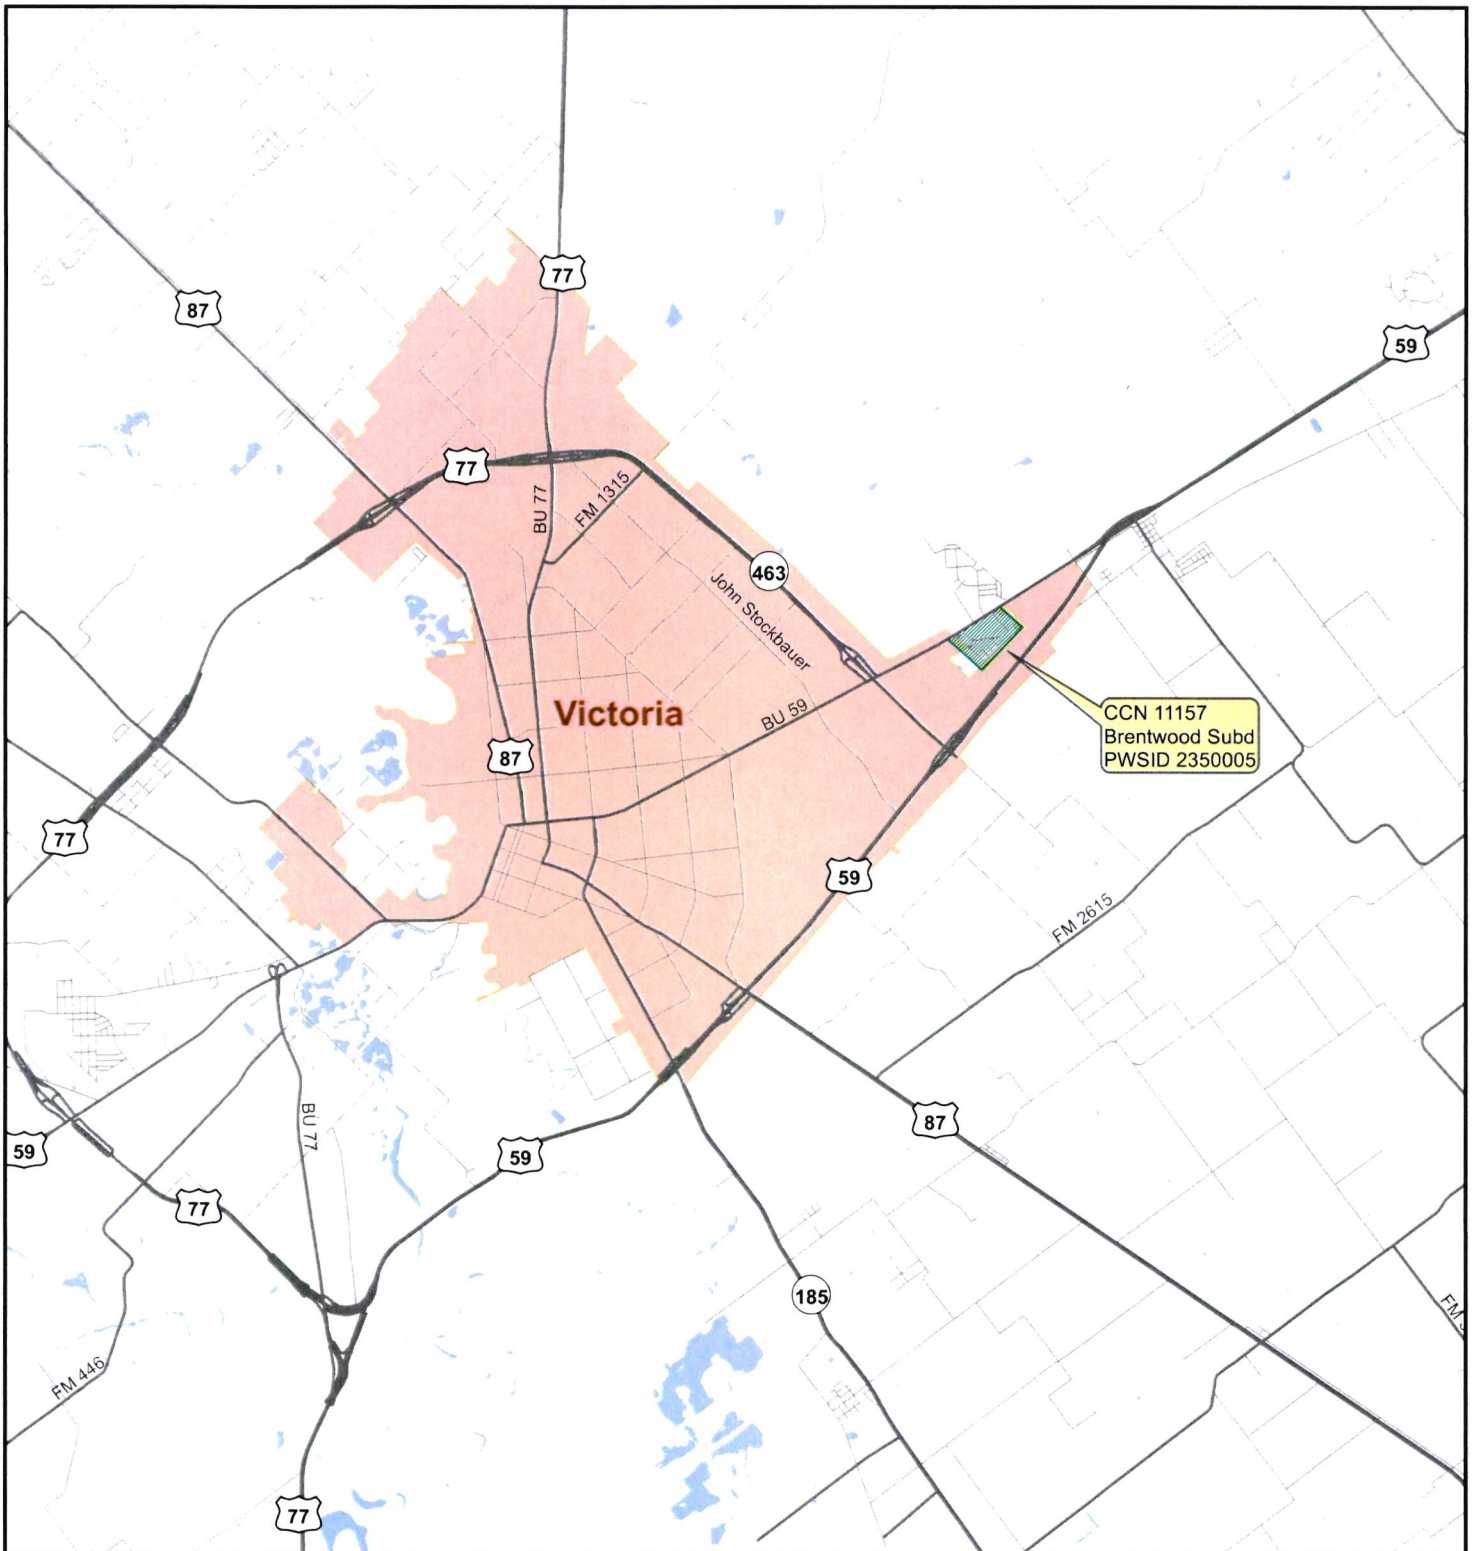 77
87
59
77
BU 77
FM 1315
463
John Stockbauer
Victoria
BU 59
87
CCN 11157
Brentwood Subd
PWSID 2350005
77
59
FM 2615
BU 77
87
59
59
77
185
FM 446
FM
77